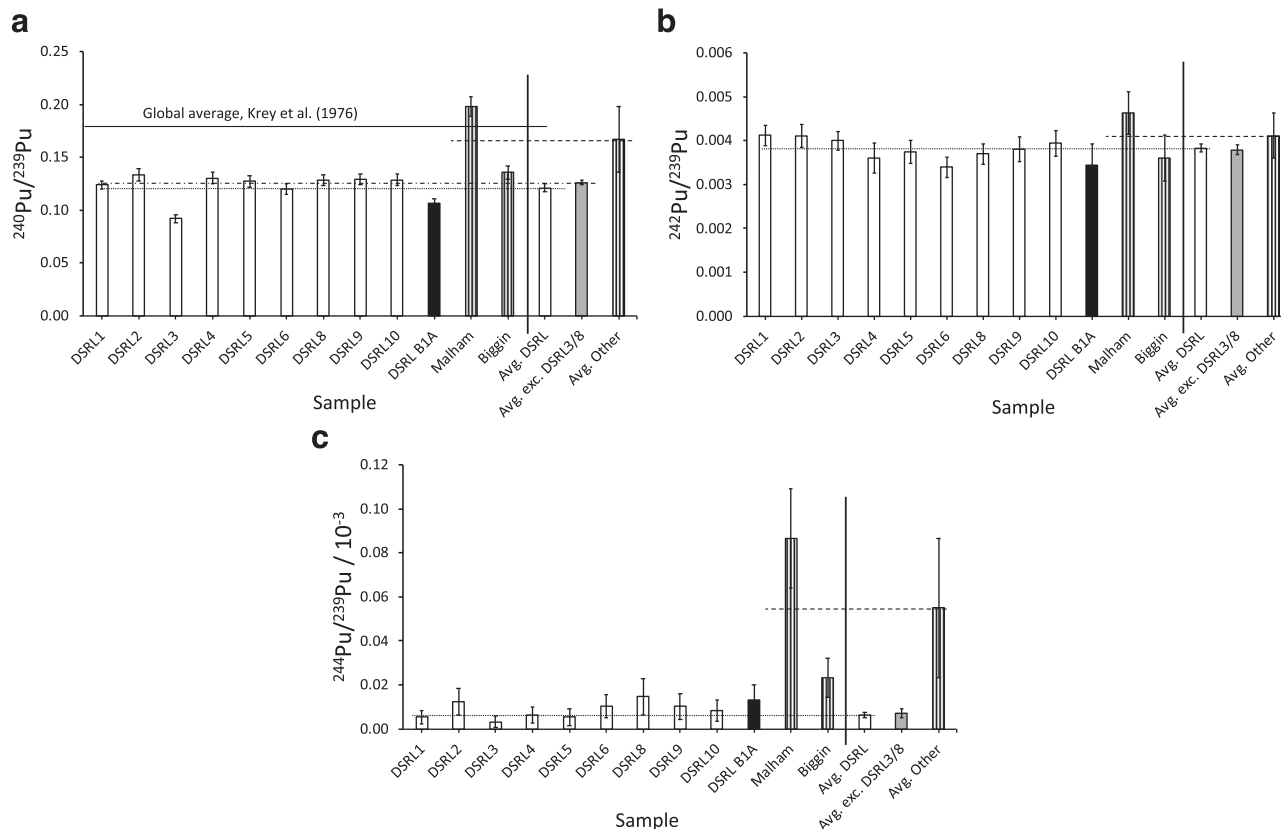 a
0.25
0.20
0.15
0.10
0.05
0.00
240Pu/239Pu
Global average, Krey et al. (1976)
DSRL1
DSRL2
DSRL3
DSRL4
DSRL5
DSRL6
DSRL8
DSRL9
DSRL10
DSRL B1A
Malham
Biggin
Avg. DSRL
Avg. exc. DSRL3/8
Avg. Other
Sample
b
0.006
0.005
0.004
0.003
0.002
0.001
0.000
242Pu/239Pu
DSRL1
DSRL2
DSRL3
DSRL4
DSRL5
DSRL6
DSRL8
DSRL9
DSRL10
DSRL B1A
Malham
Biggin
Avg. DSRL
Avg. exc. DSRL3/8
Avg. Other
Sample
c
0.12
0.10
0.08
0.06
0.04
0.02
0.00
244Pu/239Pu / 10-3
DSRL1
DSRL2
DSRL3
DSRL4
DSRL5
DSRL6
DSRL8
DSRL9
DSRL10
DSRL B1A
Malham
Biggin
Avg. DSRL
Avg. exc. DSRL3/8
Avg. Other
Sample